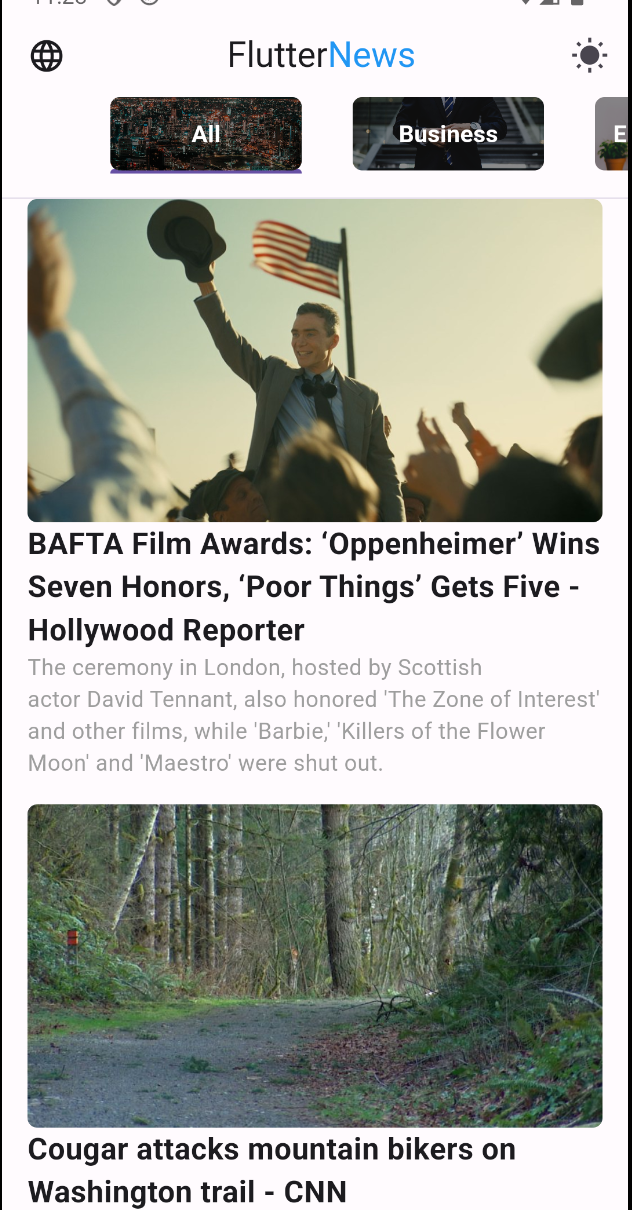 FlutterNews
All
Business
E
BAFTA Film Awards: ‘Oppenheimer’ Wins
Seven Honors, ‘Poor Things’ Gets Five -
Hollywood Reporter
The ceremony in London, hosted by Scottish
actor David Tennant, also honored 'The Zone of Interest'
and other films, while 'Barbie,' 'Killers of the Flower
Moon' and 'Maestro' were shut out.
Cougar attacks mountain bikers on
Washington trail - CNN